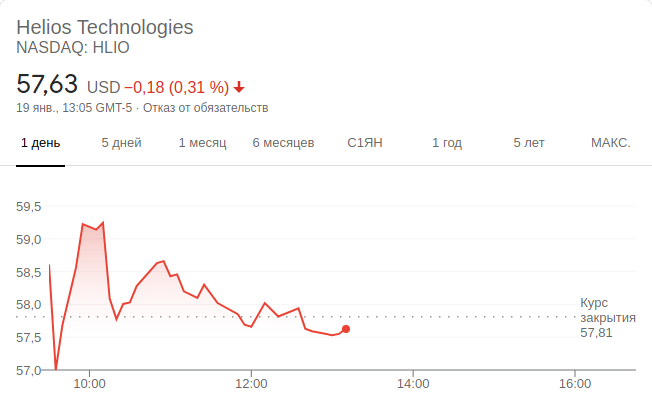 Helios Technologies
NASDAQ: HLIO
57,63 USD −0,18 (0,31 %)
19 янв., 13:05 GMT-5 · Отказ от обязательств
1 день 5 дней 1 месяц 6 месяцев С1ЯН 1 год 5 лет МАКС.
59,5
59,0
58,5
58,0
57,5
57,0
Курс
закрытия
57,81
10:00 12:00 14:00 16:00